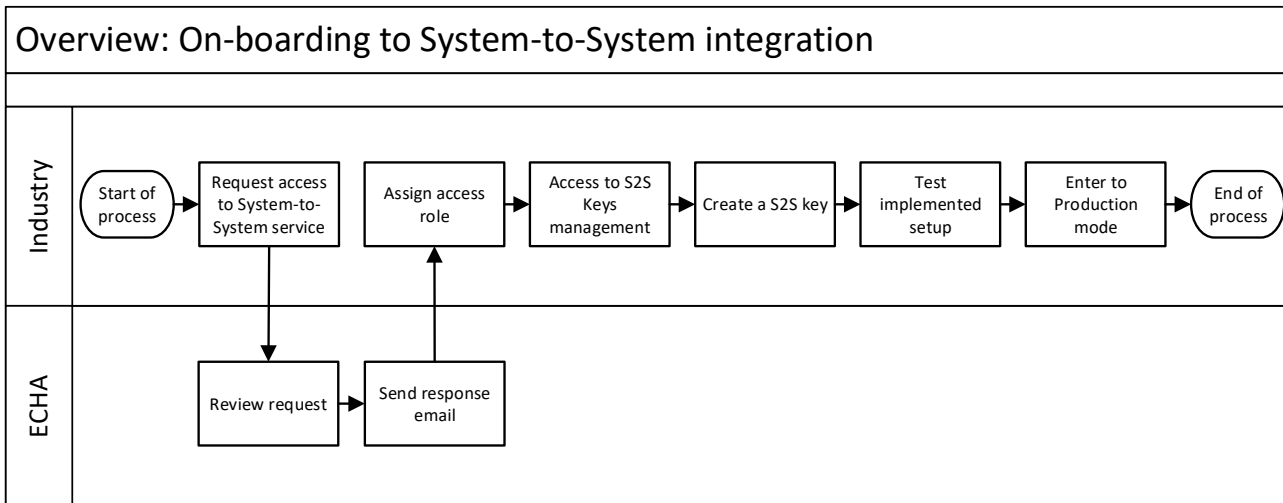 Overview: On-boarding to System-to-System integration
Industry
Start of
process
Request access
to System-to-
System service
Assign access
role
Access to S2S
Keys
management
Create a S2S key
Test
implemented
setup
Enter to
Production
mode
End of
process
ECHA
Review request
Send response
email